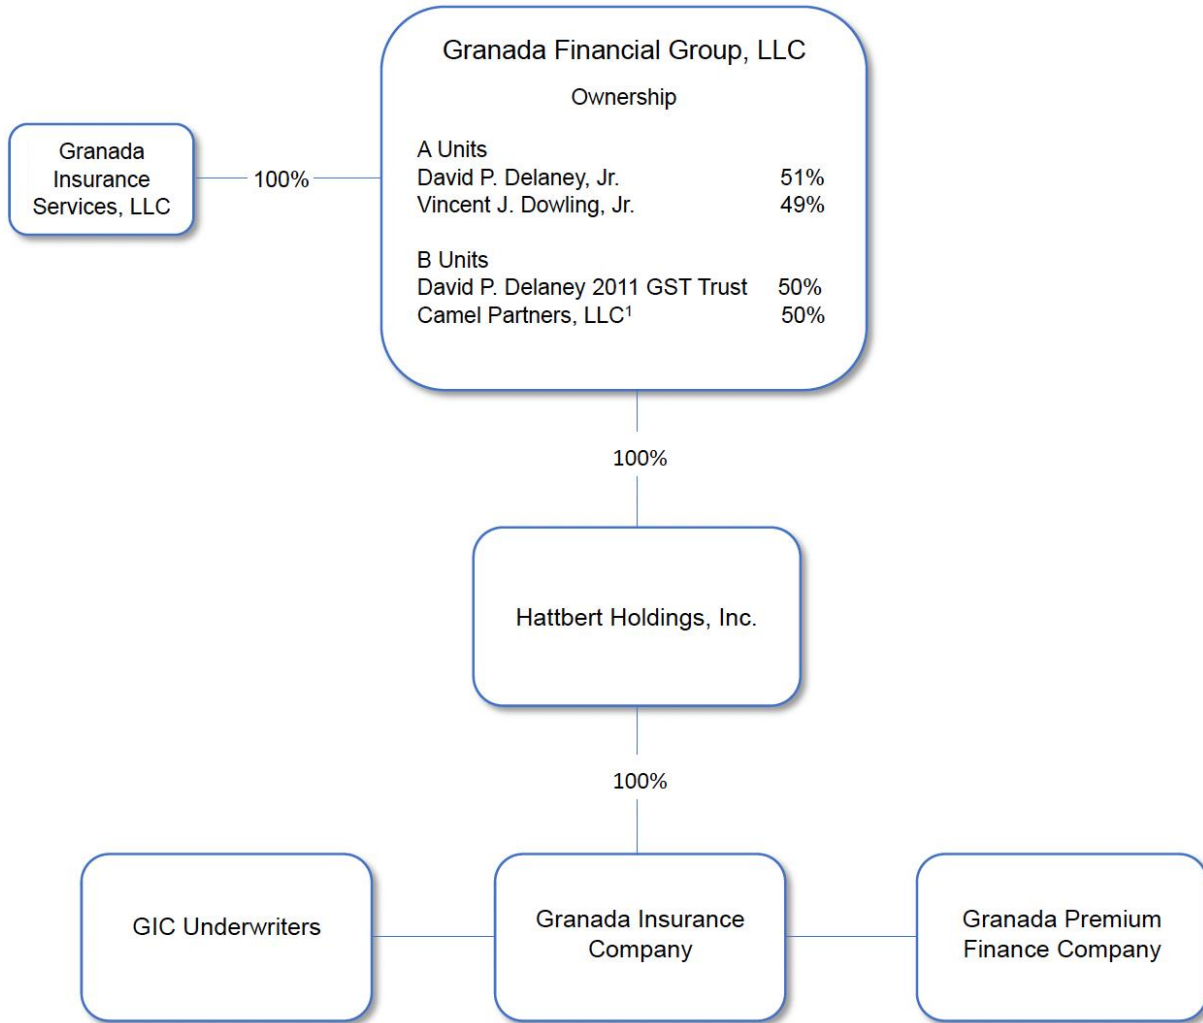 Granada Financial Group, LLC
Ownership
A Units
David P. Delaney, Jr. 51%
Vincent J. Dowling, Jr. 49%
B Units
David P. Delaney 2011 GST Trust 50%
Camel Partners, LLC¹ 50%
Granada
Insurance
Services, LLC
100%
100%
Hattbert Holdings, Inc.
100%
GIC Underwriters
Granada Insurance
Company
Granada Premium
Finance Company